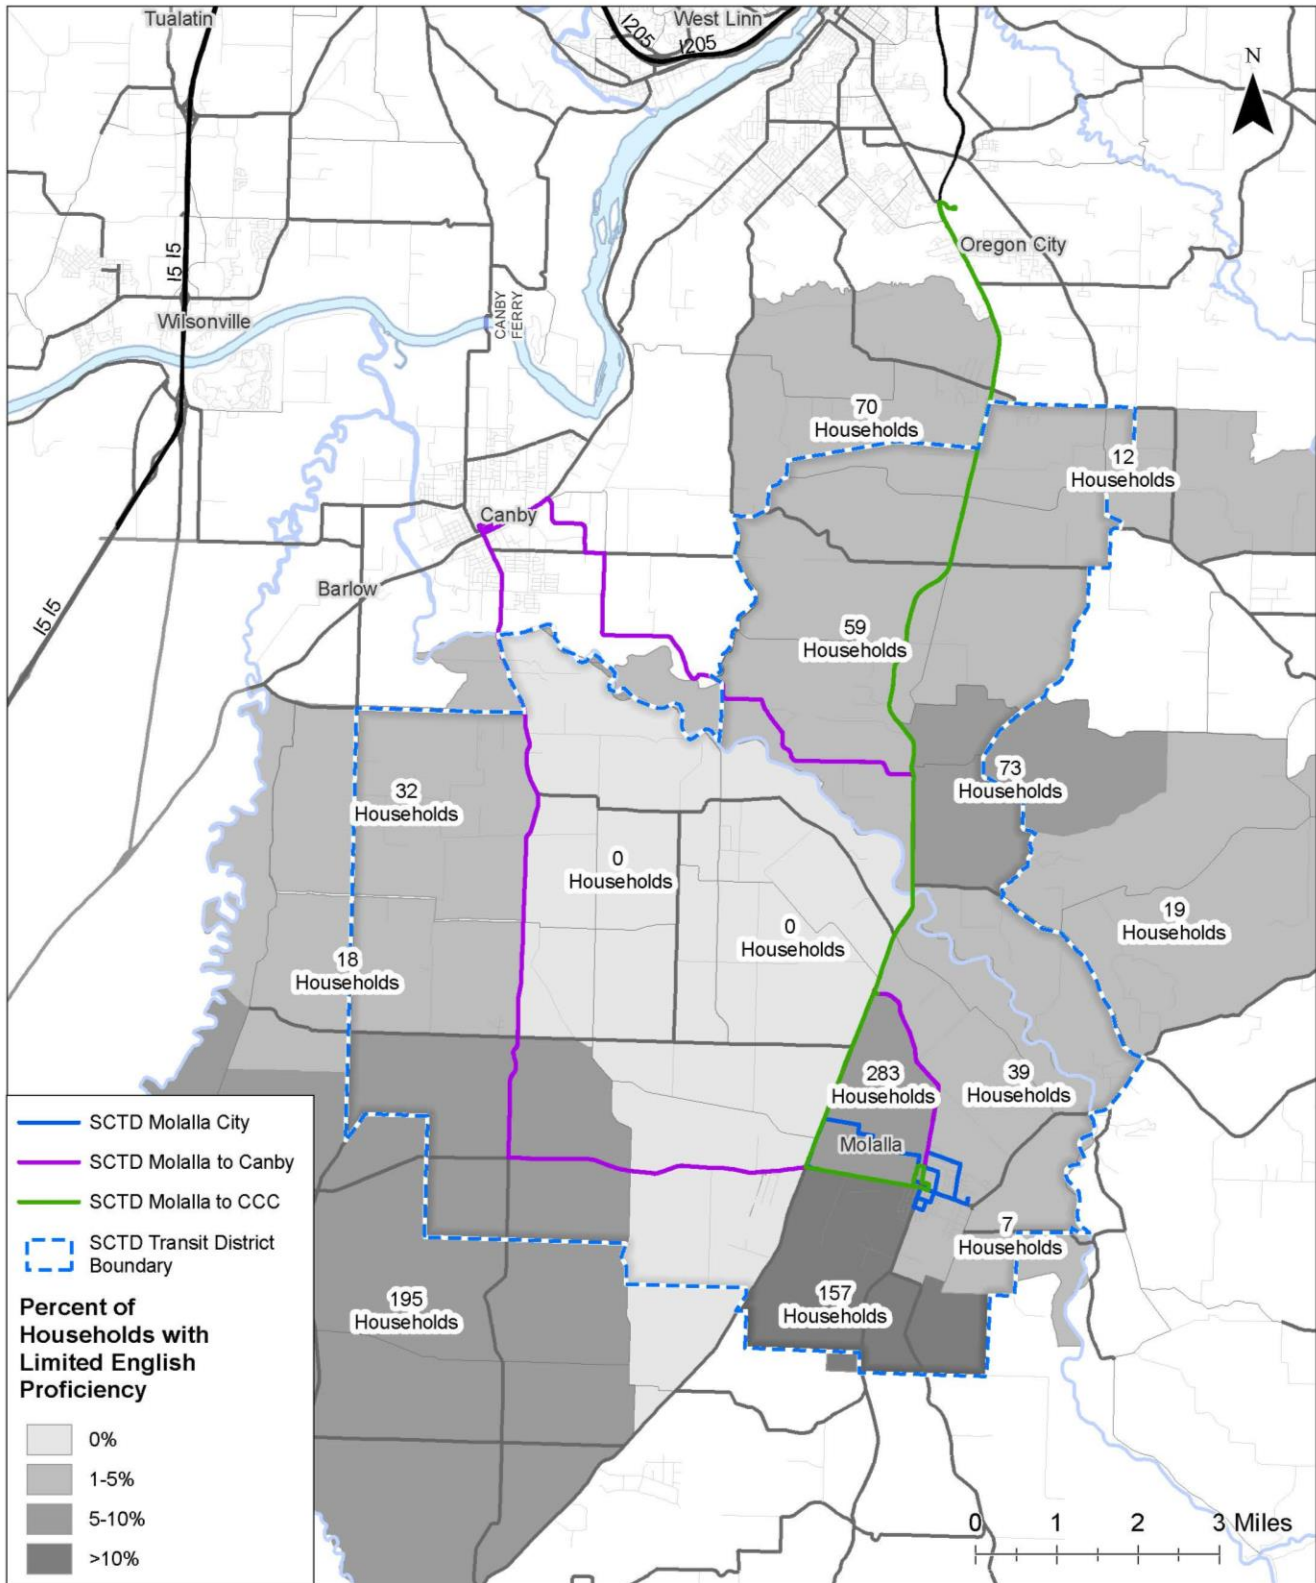 Tualatin
West Linn
I205
I205
N
I5 I5
Oregon City
Wilsonville
CANBY
FERRY
70
Households
12
Households
Canby
Barlow
I5 I5
59
Households
73
Households
32
Households
0
Households
19
Households
0
Households
18
Households
283
Households
39
Households
Molalla
7
Households
195
Households
157
Households
SCTD Molalla City
SCTD Molalla to Canby
SCTD Molalla to CCC
SCTD Transit District
Boundary
Percent of
Households with
Limited English
Proficiency
0%
1-5%
5-10%
>10%
0 1 2 3 Miles